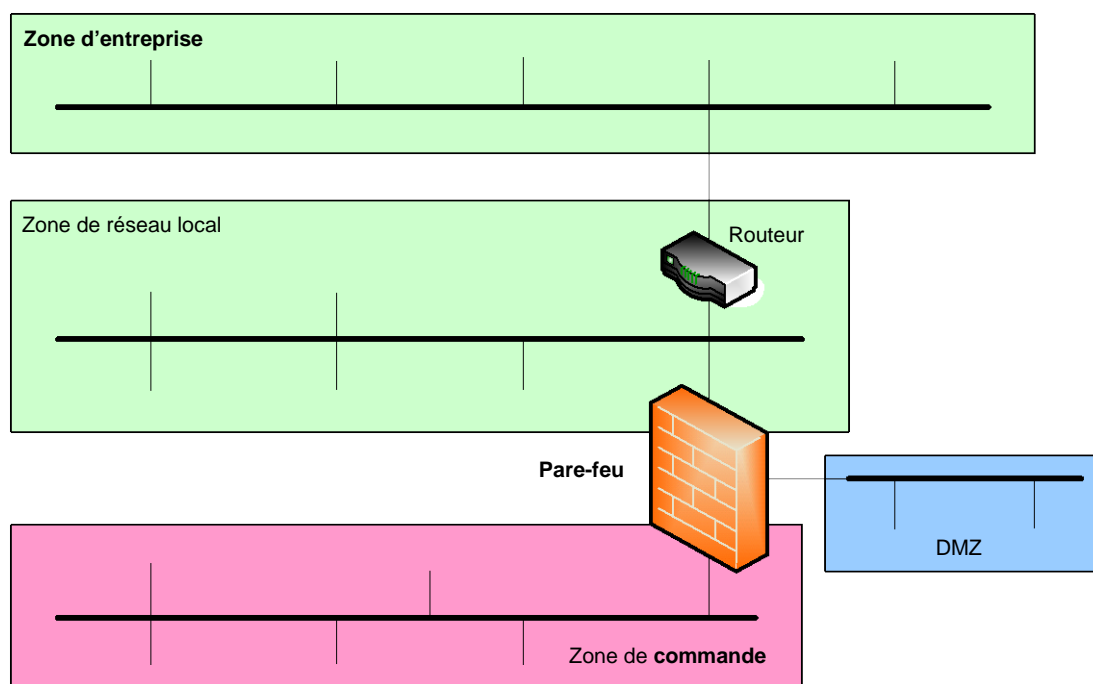 Zone d'entreprise
Zone de réseau local
Routeur
Pare-feu
DMZ
Zone de commande